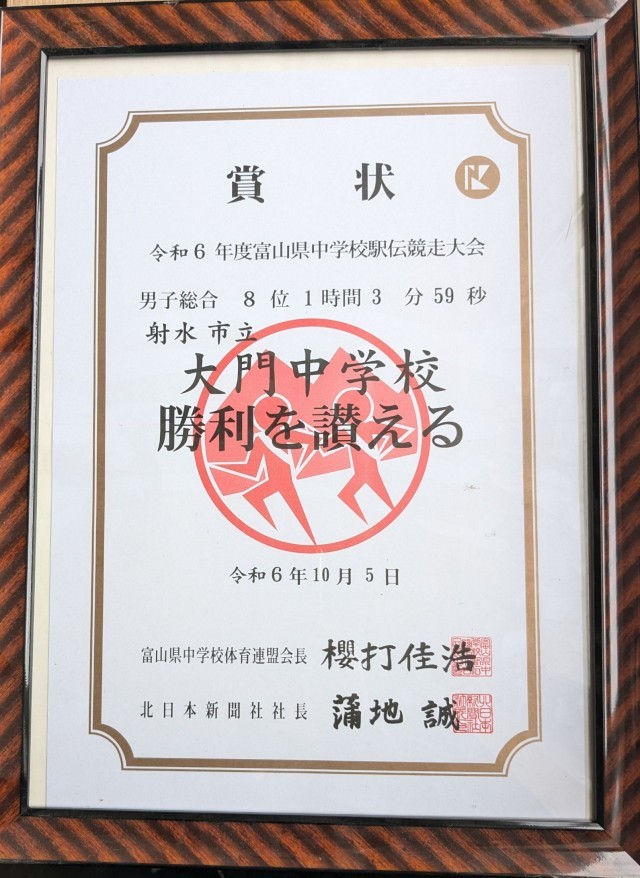 賞状
令和6年度富山県中学校駅伝競走大会
男子総合 8位 1時間3分59秒
射水市立
大門中学校
勝利を讃える
令和6年10月5日
富山県中学校体育連盟会長 櫻打佳浩
北日本新聞社社長 蒲地 誠